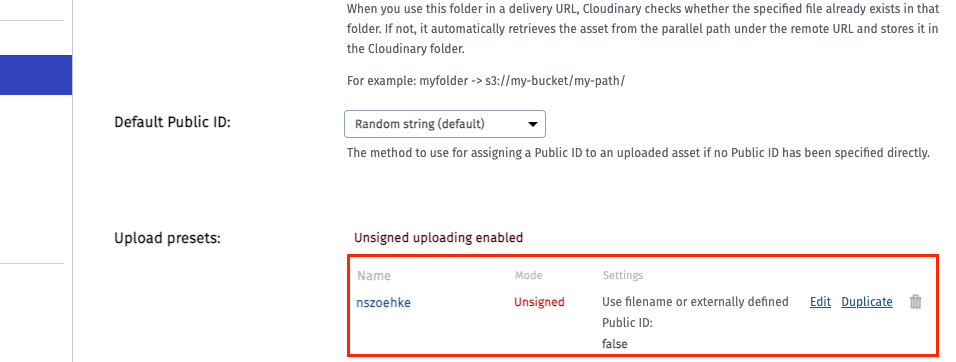 When you use this folder in a delivery URL, Cloudinary checks whether the specified file already exists in that
folder. If not, it automatically retrieves the asset from the parallel path under the remote URL and stores it in
the Cloudinary folder.
For example: myfolder -> s3://my-bucket/my-path/
Default Public ID:
Random string (default)
The method to use for assigning a Public ID to an uploaded asset if no Public ID has been specified directly.
Upload presets:
Unsigned uploading enabled
Name Mode Settings
nszoehke Unsigned Use filename or externally defined Edit Duplicate
Public ID:
false